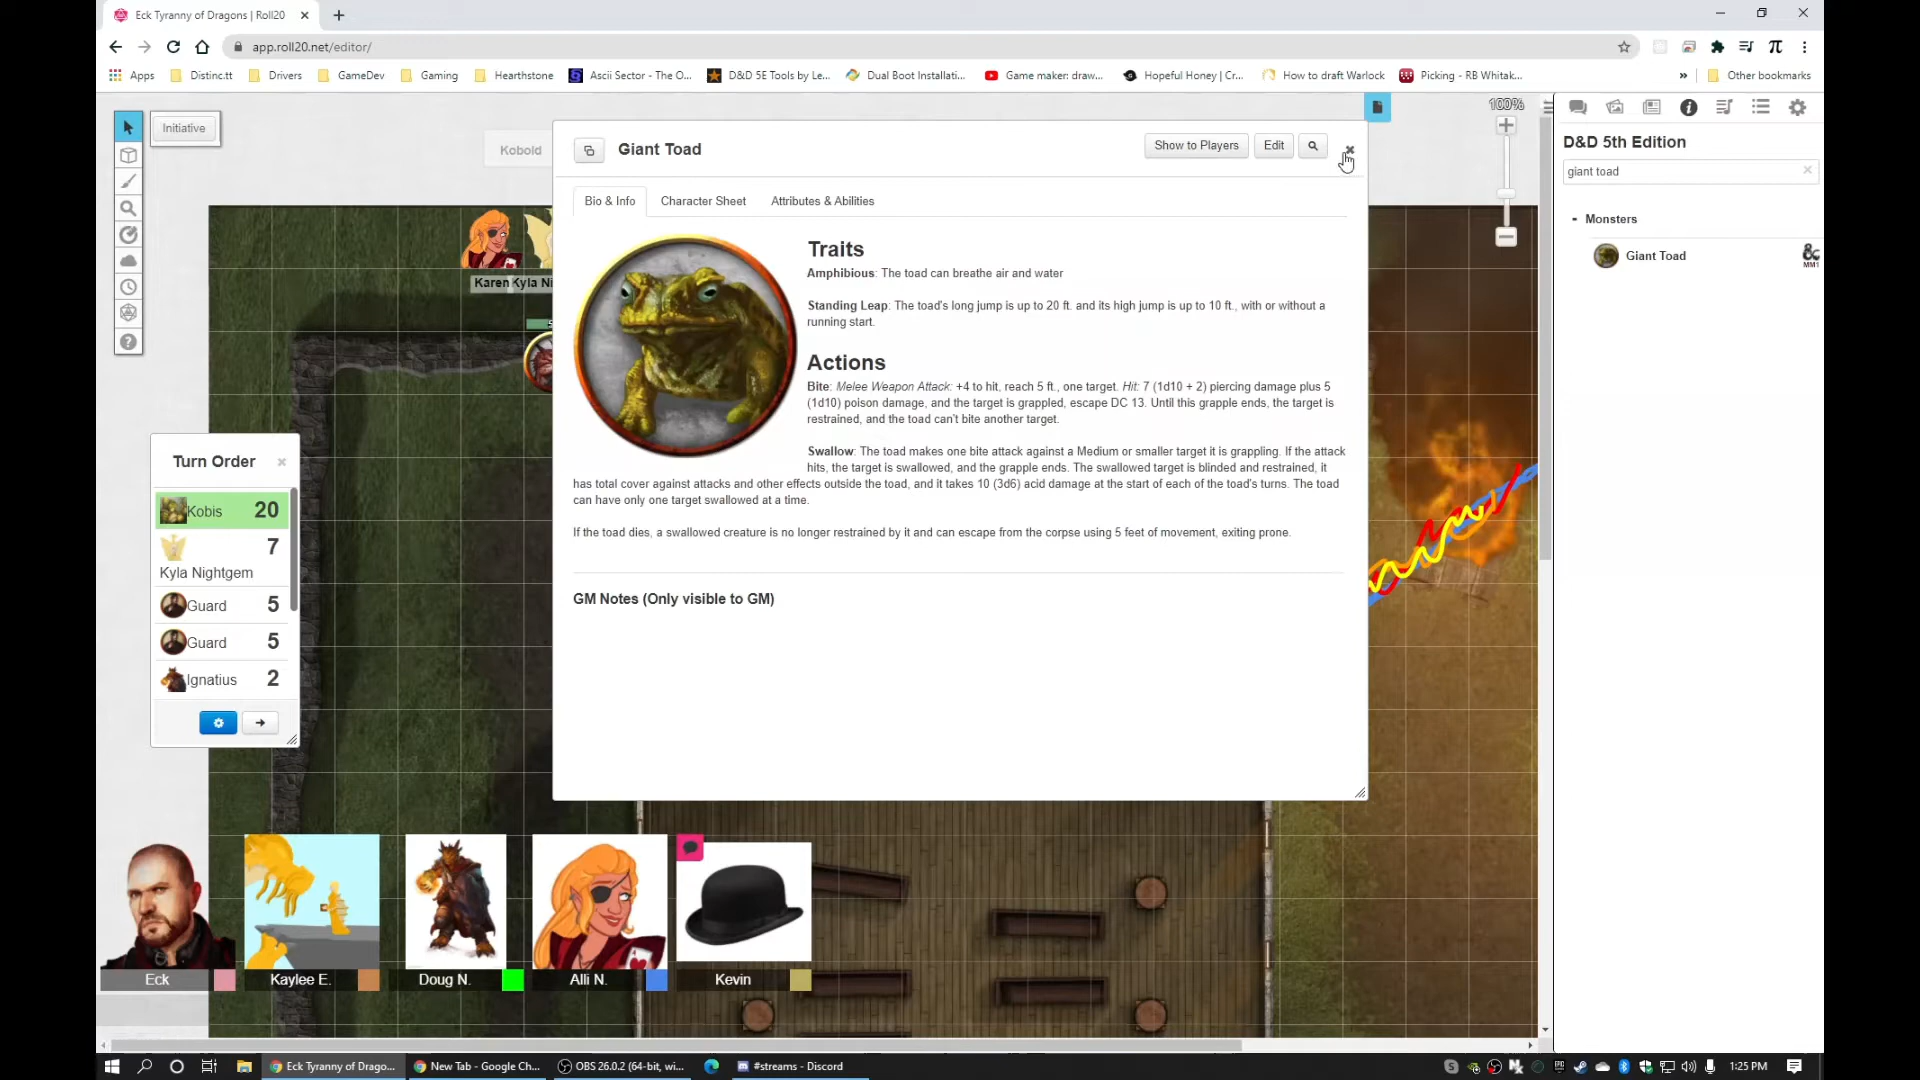 Eck Tyranny of Dragons | Roll20
app.roll20.net/editor/
Apps
Distinc.tt
Drivers
GameDev
Gaming
Hearthstone
Ascii Sector - The O...
D&D 5E Tools by Le...
Dual Boot Installati...
Game maker: draw...
Hopeful Honey | Cr...
How to draft Warlock
Picking - RB Whitak...
»
Other bookmarks
Initiative
Kobold
Giant Toad
Show to Players
Edit
100%
D&D 5th Edition
giant toad
Monsters
Giant Toad
MM1
Bio & Info
Character Sheet
Attributes & Abilities
Karen
Kyla Ni
Traits
Amphibious: The toad can breathe air and water
Standing Leap: The toad's long jump is up to 20 ft. and its high jump is up to 10 ft., with or without a
running start.
Actions
Bite: Melee Weapon Attack: +4 to hit, reach 5 ft., one target. Hit: 7 (1d10 + 2) piercing damage plus 5
(1d10) poison damage, and the target is grappled, escape DC 13. Until this grapple ends, the target is
restrained, and the toad can't bite another target.
Swallow: The toad makes one bite attack against a Medium or smaller target it is grappling. If the attack
hits, the target is swallowed, and the grapple ends. The swallowed target is blinded and restrained, it
has total cover against attacks and other effects outside the toad, and it takes 10 (3d6) acid damage at the start of each of the toad's turns. The toad
can have only one target swallowed at a time.
If the toad dies, a swallowed creature is no longer restrained by it and can escape from the corpse using 5 feet of movement, exiting prone.
GM Notes (Only visible to GM)
Turn Order
Kobis 20
7
Kyla Nightgem
Guard 5
Guard 5
Ignatius 2
Eck
Kaylee E.
Doug N.
Alli N.
Kevin
Eck Tyranny of Drago...
New Tab - Google Ch...
OBS 26.0.2 (64-bit, wi...
#streams - Discord
1:25 PM